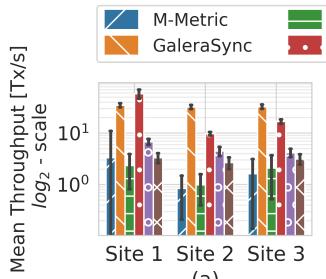 M-Metric
GaleraSync
Mean Throughput [Tx/s]
log₂ - scale
10¹
10⁰
Site 1 Site 2 Site 3